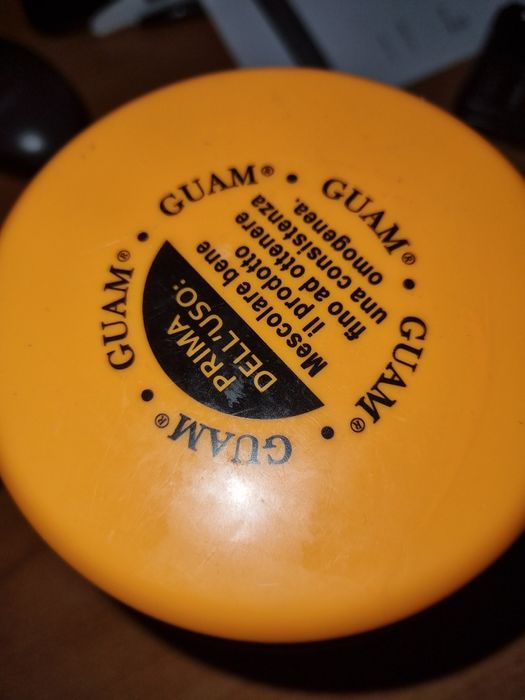 GUAM® • GUAM® • GUAM® • GUAM® • GUAM® •
PRIMA
DELL'USO:
Mescolare bene
il prodotto
fino ad ottenere
una consistenza
omogenea.